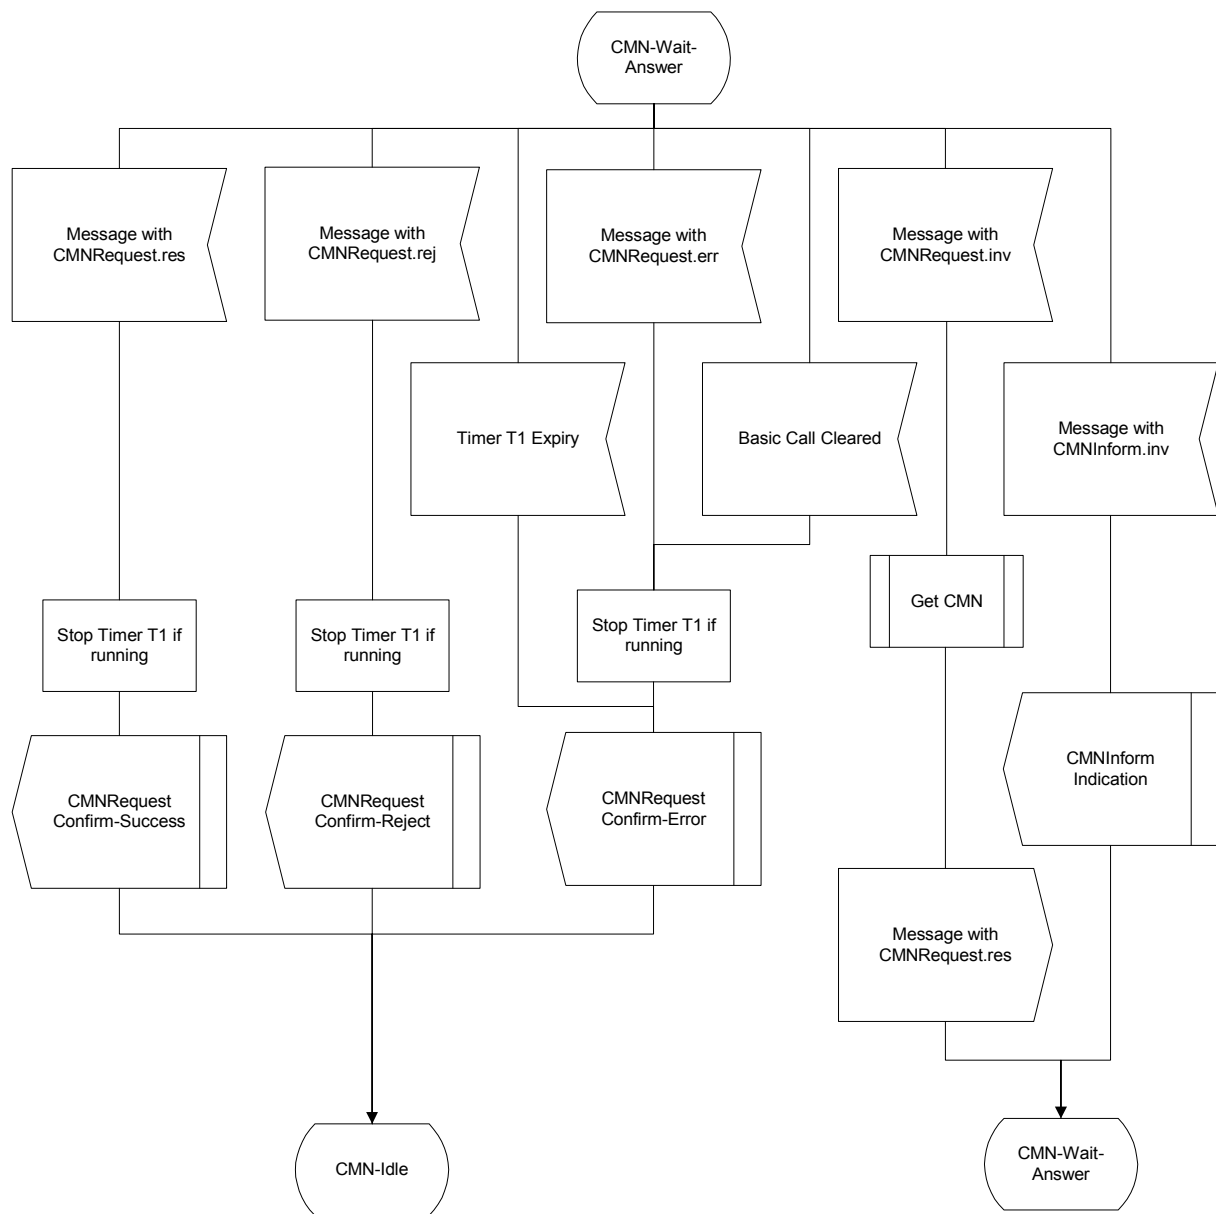 CMN-Wait-
Answer
Message with
CMNRequest.res
Message with
CMNRequest.rej
Message with
CMNRequest.err
Message with
CMNRequest.inv
Timer T1 Expiry
Basic Call Cleared
Message with
CMNInform.inv
Get CMN
Stop Timer T1 if
running
Stop Timer T1 if
running
Stop Timer T1 if
running
CMNRequest
Confirm-Success
CMNRequest
Confirm-Reject
CMNRequest
Confirm-Error
CMNInform
Indication
Message with
CMNRequest.res
CMN-Idle
CMN-Wait-
Answer